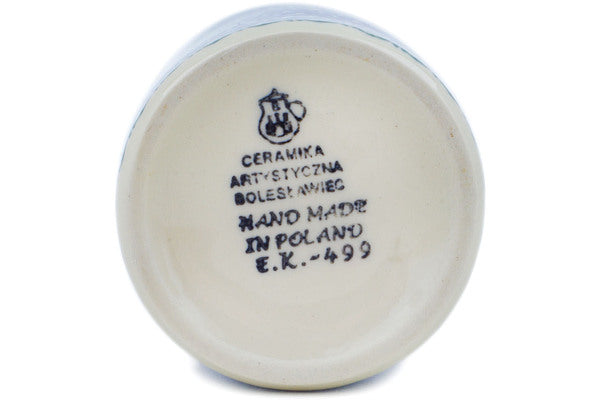 CERAMIKA
ARTYSTYCZNA
BOLESŁAWIEC
HAND MADE
IN POLAND
E.K.-499